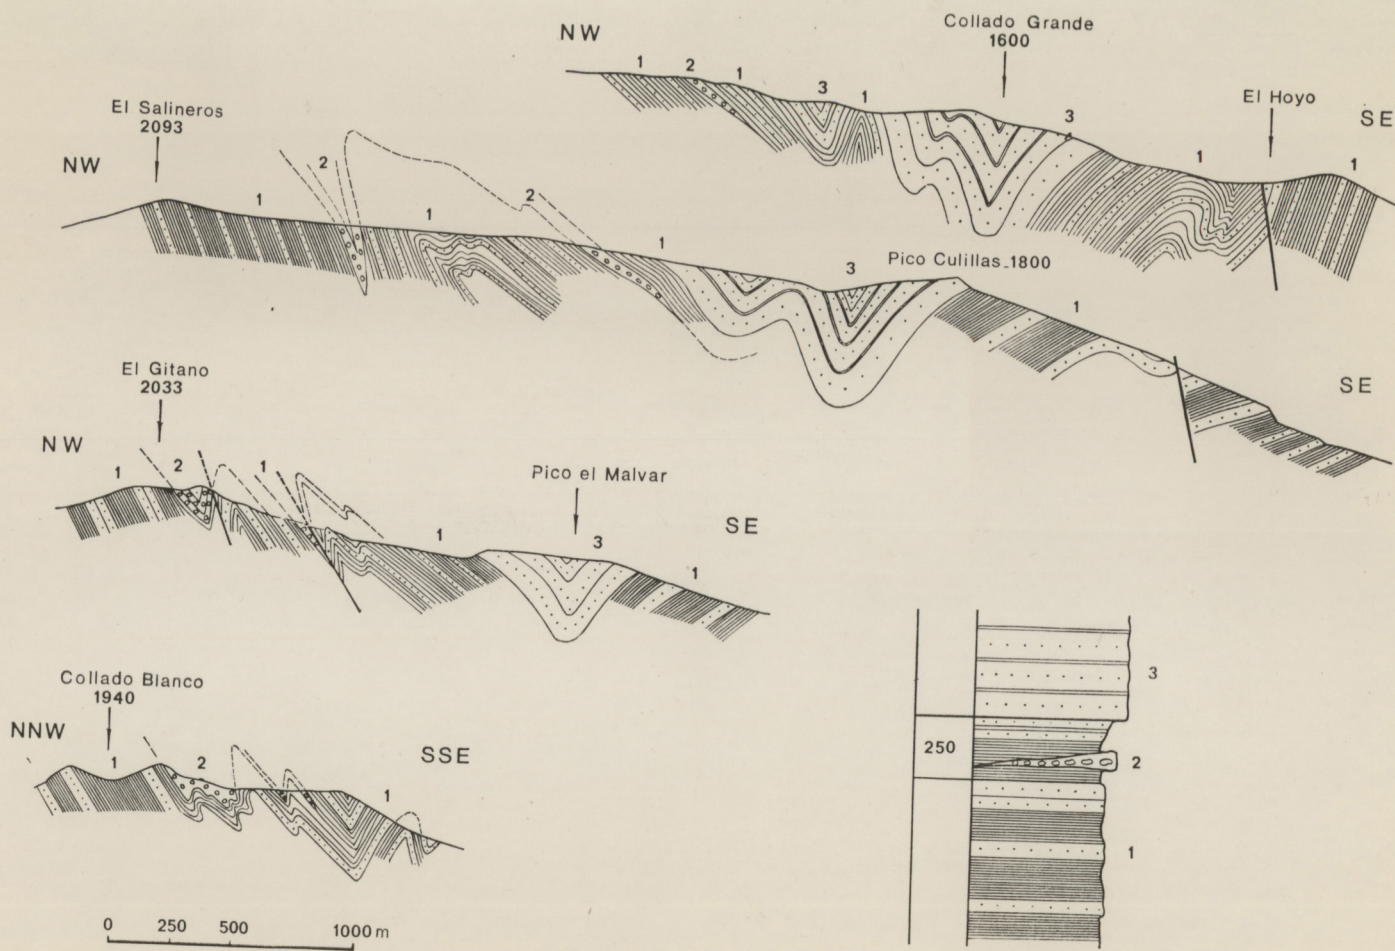 NW
Collado Grande
1600
1 2 1 3 1 3 1 1
El Hoyo
SE
El Salineros
2093
NW
1 2 1 2 1 3 1
Pico Culillas_1800
SE
El Gitano
2033
NW
1 2 1 1 3 1
Pico el Malvar
SE
Collado Blanco
1940
NNW
1 2 1
SSE
0 250 500 1000 m
3
250
2
1